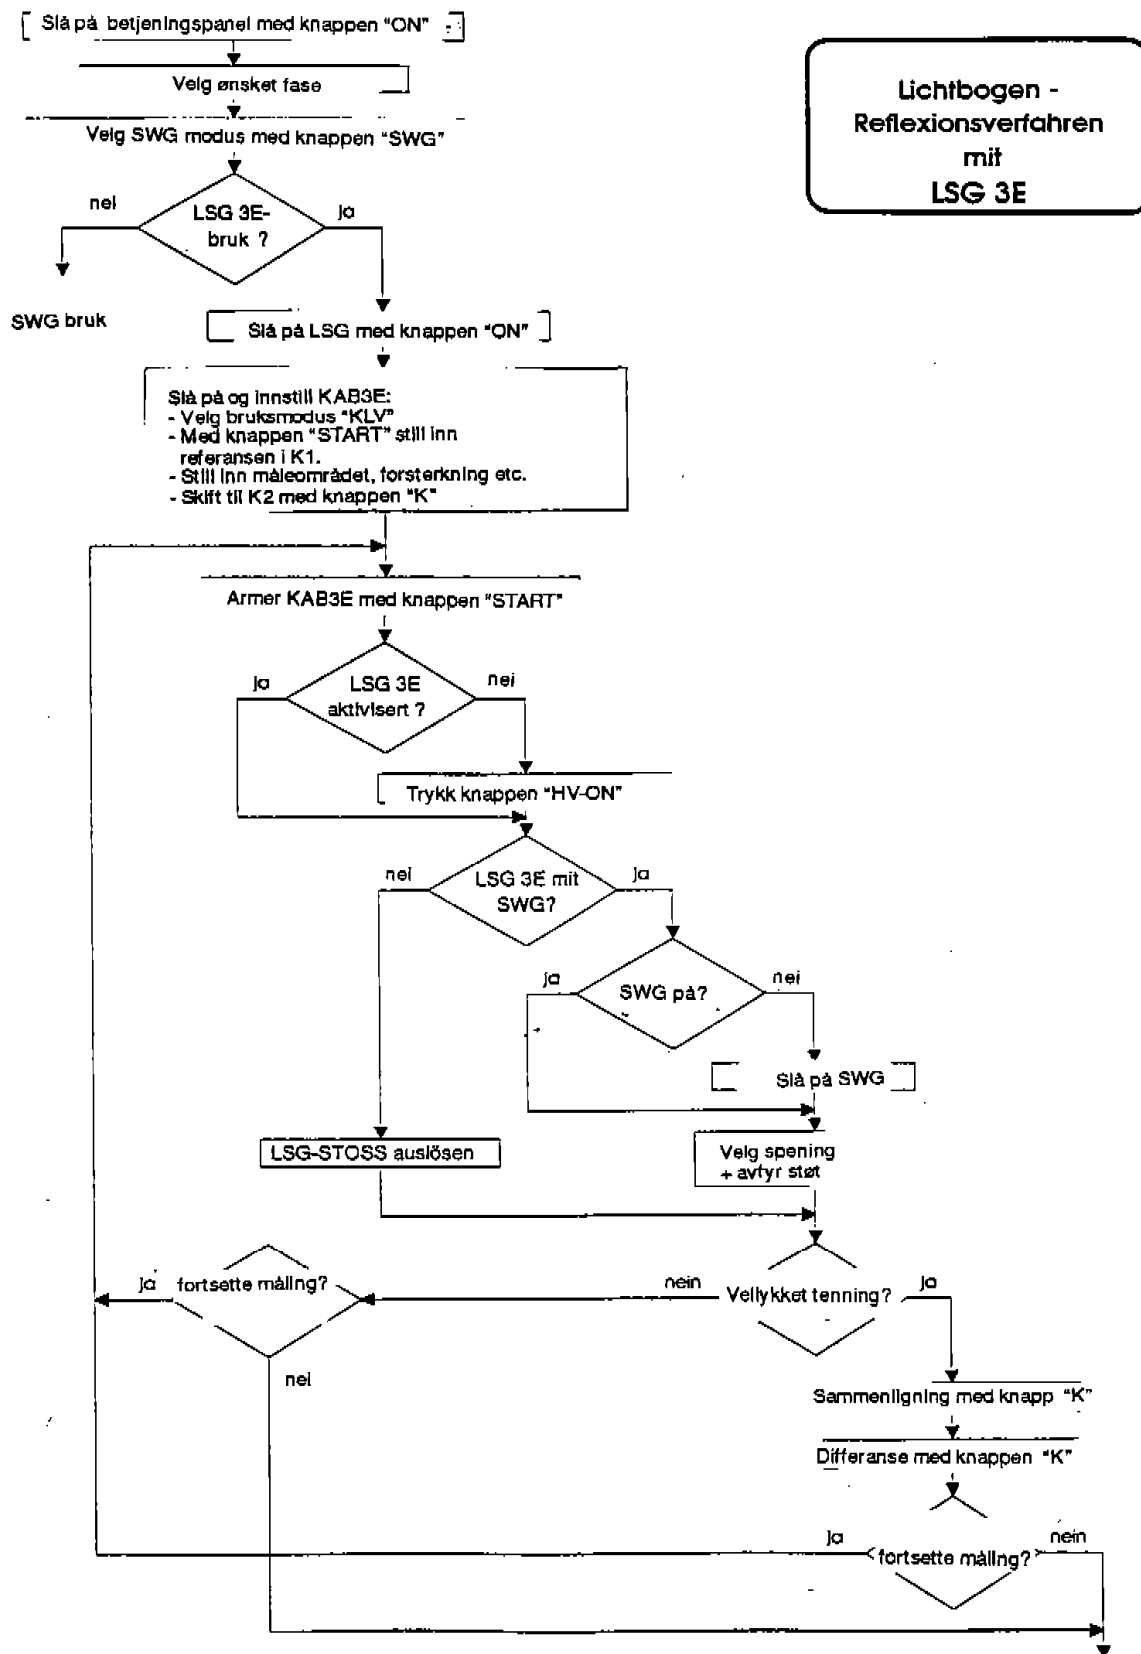 Slå på betjeningspanel med knappen “ON”
Velg ønsket fase
Velg SWG modus med knappen “SWG”
Lichtbogen -
Reflexionsverfahren
mit
LSG 3E
nei
LSG 3E-
bruk ?
ja
SWG bruk
Slå på LSG med knappen “ON”
Slå på og innstill KAB3E:
- Velg bruksmodus “KLV”
- Med knappen “START” still inn
referansen i K1.
- Still inn måleområdet, forsterkning etc.
- Skift til K2 med knappen “K”
Armer KAB3E med knappen “START”
ja
LSG 3E
aktivisert ?
nei
Trykk knappen “HV-ON”
nei
LSG 3E mit
SWG?
ja
ja
SWG på?
nei
Slå på SWG
LSG-STOSS auslösen
Velg spening
+ avfyr støt
ja
fortsette måling?
nein
Vellykket tenning?
ja
nei
Sammenligning med knapp “K”
Differanse med knappen “K”
ja
fortsette måling?
nein